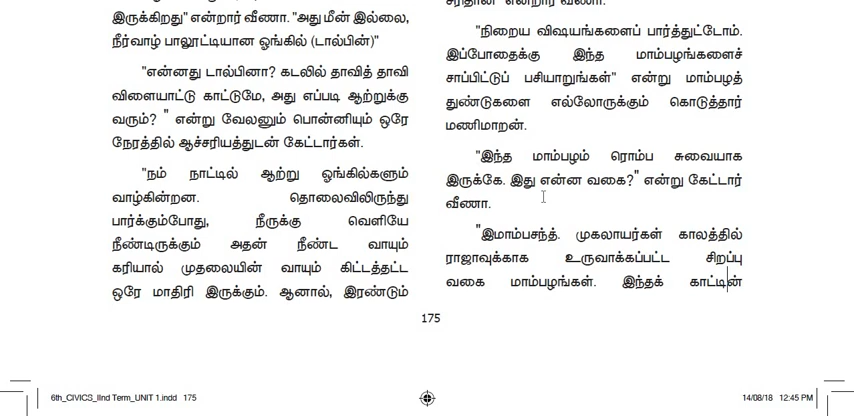 இருக்கிறது" என்றார் வீணா. "அது மீன் இல்லை,
நீர்வாழ் பாலூட்டியான ஓங்கில் (டால்பின்)"
"என்னது டால்பினா? கடலில் தாவித் தாவி
விளையாட்டு காட்டுமே, அது எப்படி ஆற்றுக்கு
வரும்? " என்று வேலனும் பொன்னியும் ஒரே
நேரத்தில் ஆச்சரியத்துடன் கேட்டார்கள்.
"நம் நாட்டில் ஆற்று ஓங்கில்களும்
வாழ்கின்றன. தொலைவிலிருந்து
பார்க்கும்போது, நீருக்கு வெளியே
நீண்டிருக்கும் அதன் நீண்ட வாயும்
கரியால் முதலையின் வாயும் கிட்டத்தட்ட
ஒரே மாதிரி இருக்கும். ஆனால், இரண்டும்
"நிறைய விஷயங்களைப் பார்த்துட்டோம்.
இப்போதைக்கு இந்த மாம்பழங்களைச்
சாப்பிட்டுப் பசியாறுங்கள்" என்று மாம்பழத்
துண்டுகளை எல்லோருக்கும் கொடுத்தார்
மணிமாறன்.
"இந்த மாம்பழம் ரொம்ப சுவையாக
இருக்கே. இது என்ன வகை?" என்று கேட்டார்
வீணா.
"இமாம்பசந்த். முகலாயர்கள் காலத்தில்
ராஜாவுக்காக உருவாக்கப்பட்ட சிறப்பு
வகை மாம்பழங்கள். இந்தக் காட்டின்
175
6th_CIVICS_IInd Term_UNIT 1.indd 175
14/08/18 12:45 PM